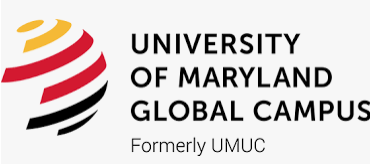 UNIVERSITY
OF MARYLAND
GLOBAL CAMPUS
Formerly UMUC